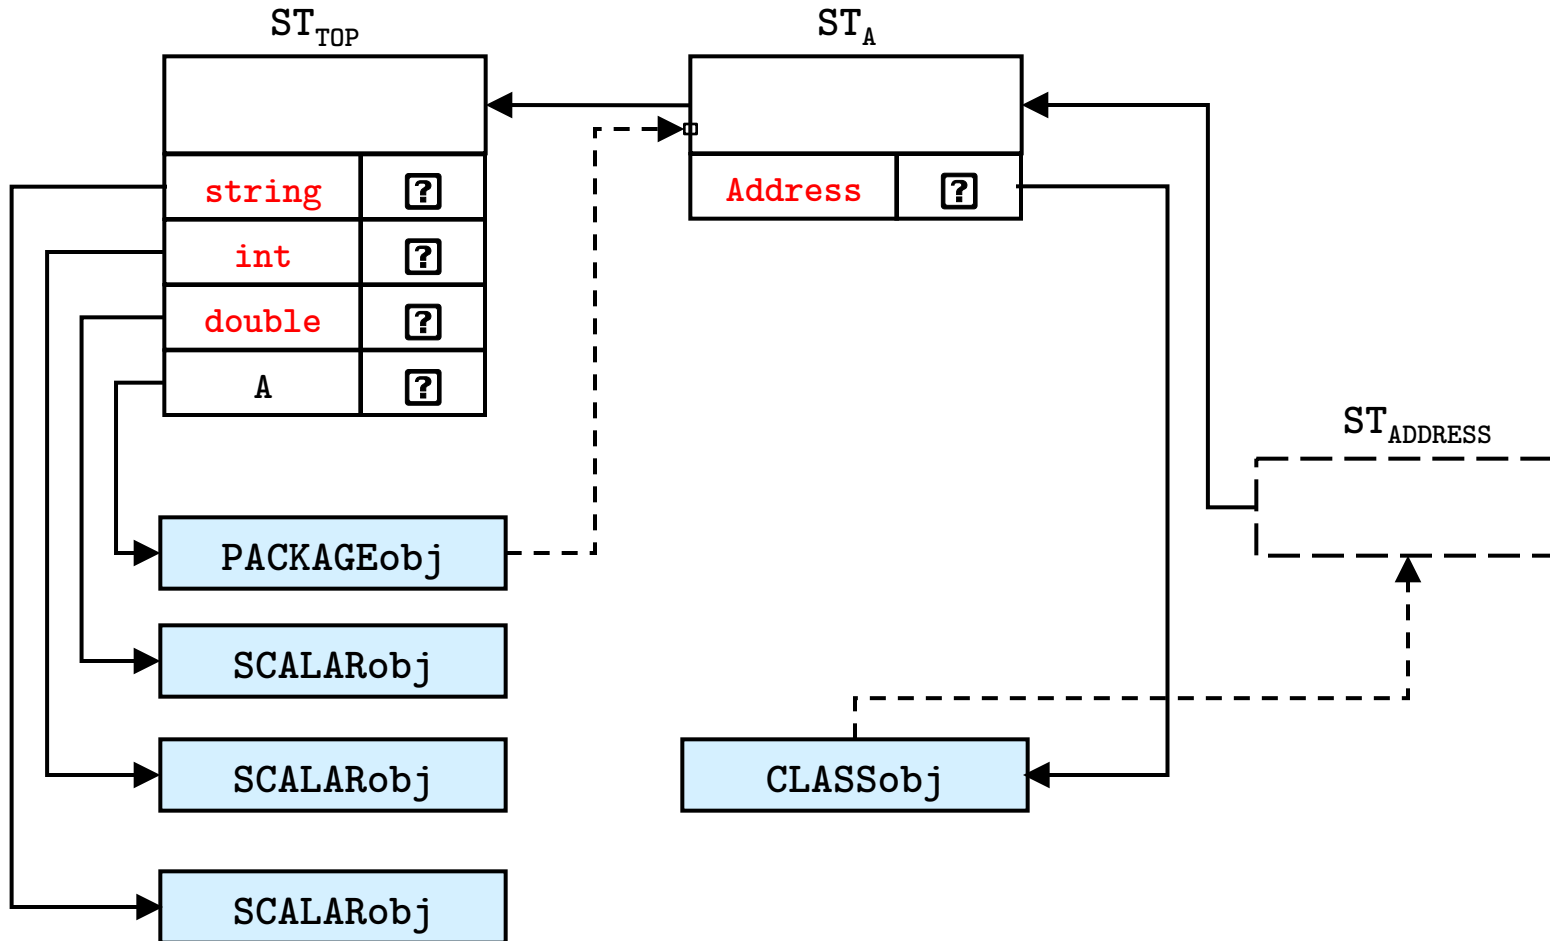 ST_TOP
ST_A
string ?
Address ?
int ?
double ?
A ?
ST_ADDRESS
PACKAGEobj
SCALARobj
SCALARobj
CLASSobj
SCALARobj